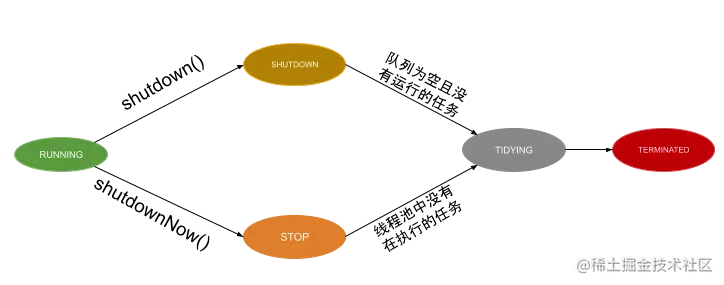 shutdown()
SHUTDOWN
队列为空且没
有运行的任务
RUNNING
TIDYING
TERMINATED
shutdownNow()
STOP
线程池中没有
在执行的任务
@稀土掘金技术社区